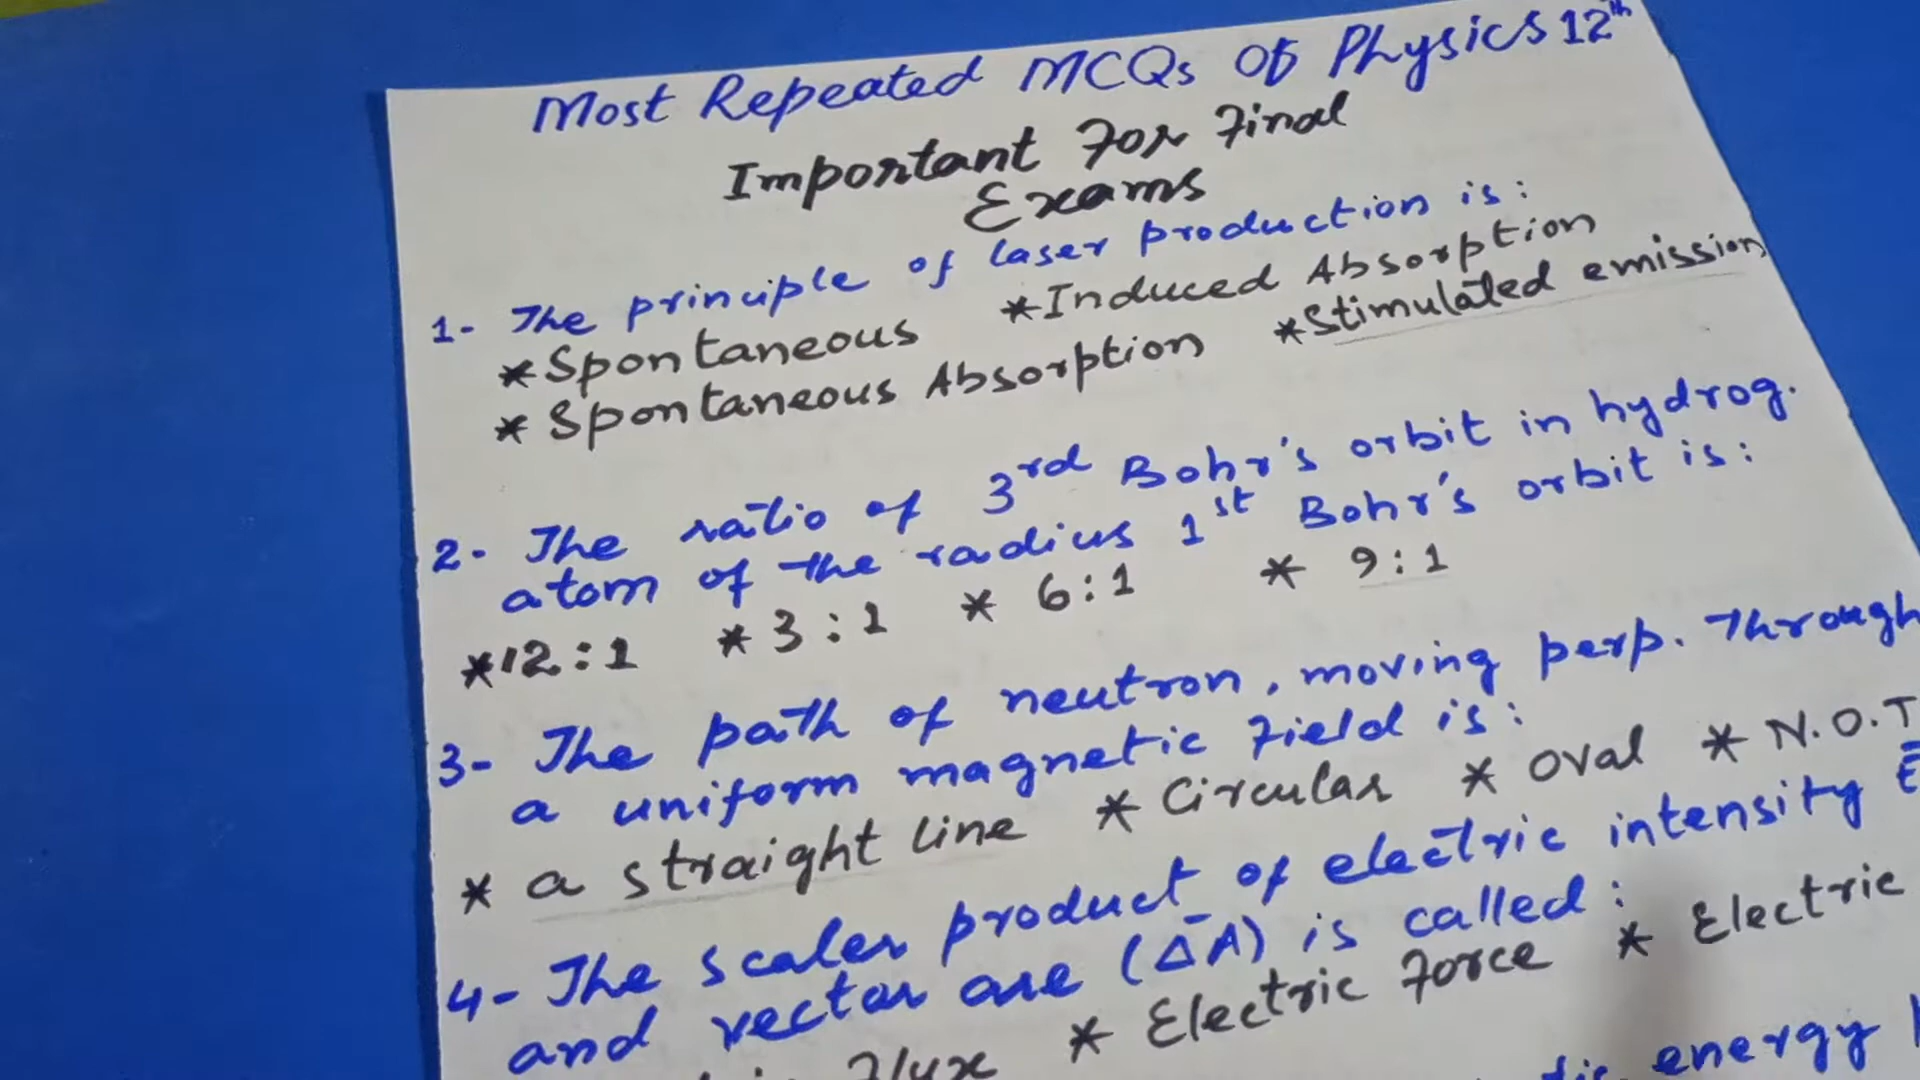 Most Repeated MCQs Of Physics 12th
Important For Final
Exams
1- The principle of laser production is:
*Spontaneous *Induced Absorption
* Spontaneous Absorption *Stimulated emission
2- The ratio of 3rd Bohr's orbit in hydrog.
atom of the radius 1st Bohr's orbit is:
*12:1 *3:1 * 6:1 * 9:1
3- The path of neutron, moving perp. Through
a uniform magnetic Field is:
* a straight line * Circular * Oval * N.O.T
4- The scaler product of electric intensity E
and vector are (ΔA) is called:
Flux * Electric Force * Electric
energy